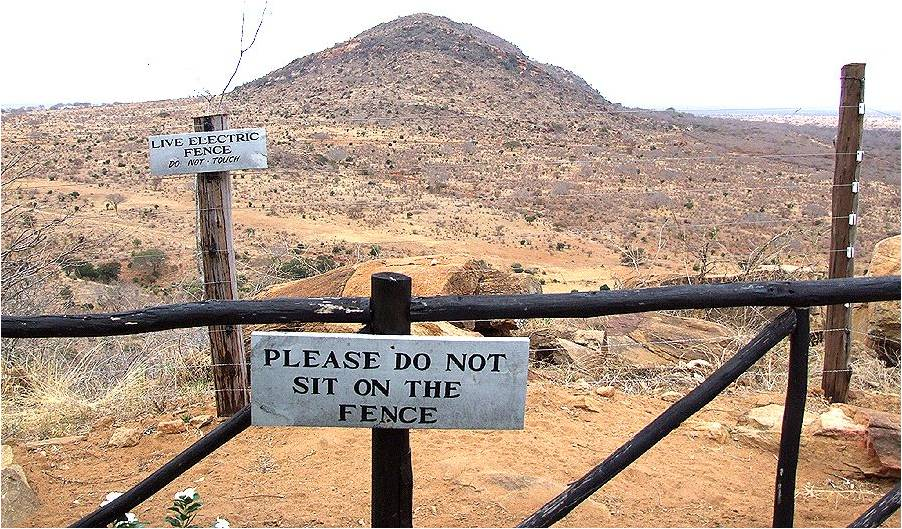 LIVE ELECTRIC
FENCE
DO NOT TOUCH
PLEASE DO NOT
SIT ON THE
FENCE